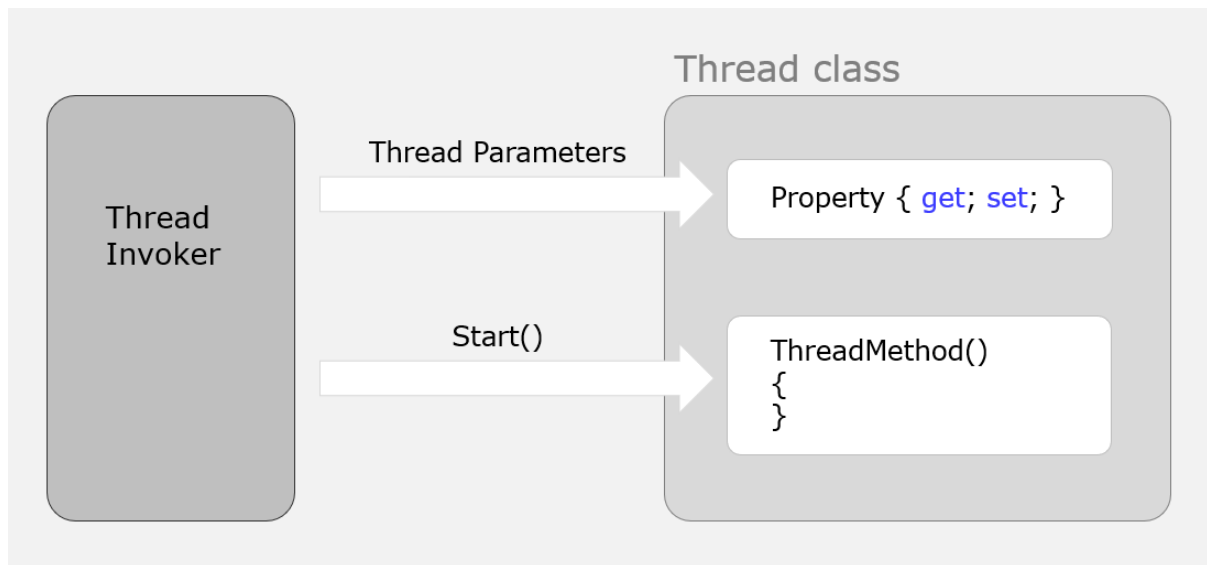 Thread class
Thread Parameters
Property { get; set; }
Thread
Invoker
Start()
ThreadMethod()
{
}